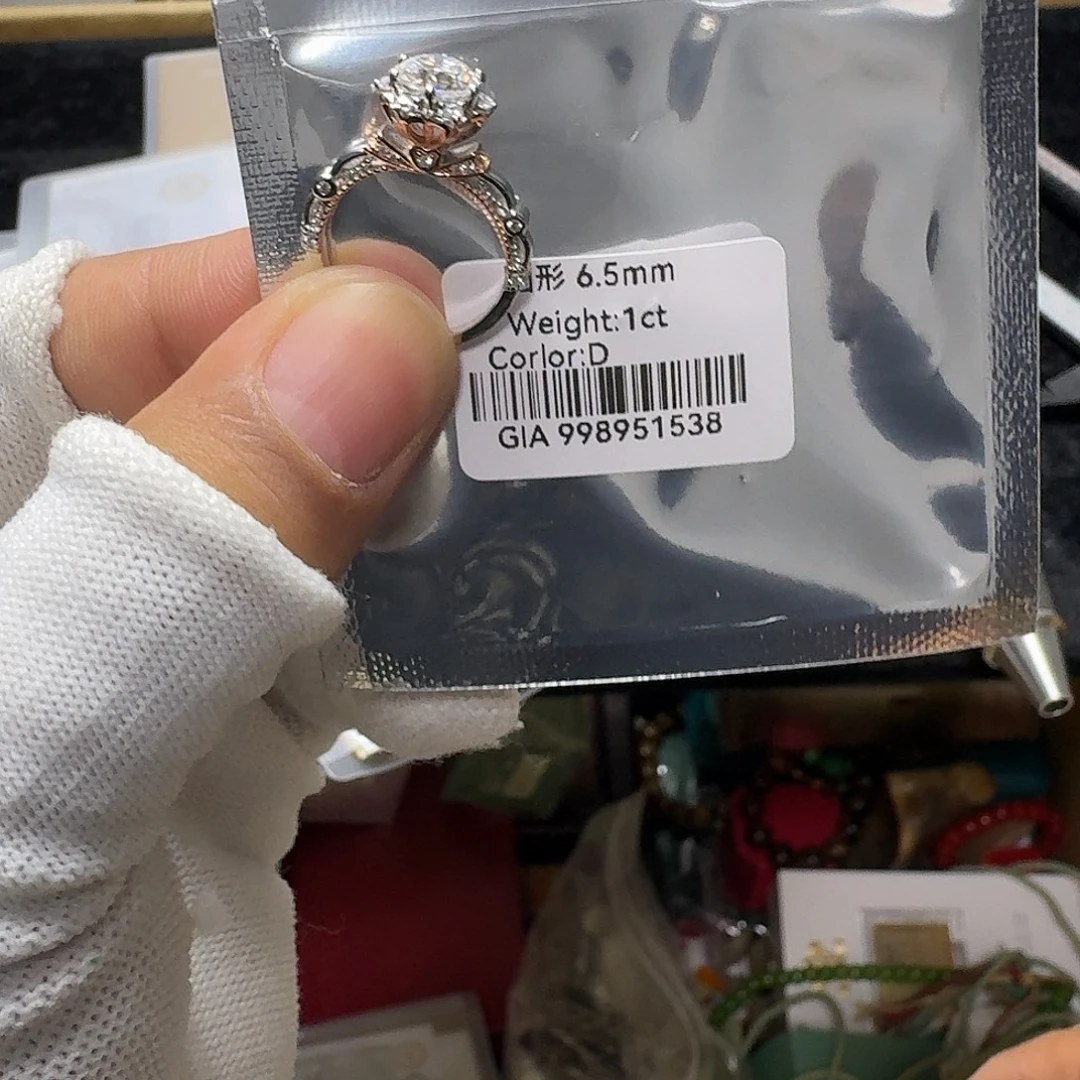 形 6.5mm
Weight:1ct
Corlor:D
GIA 998951538